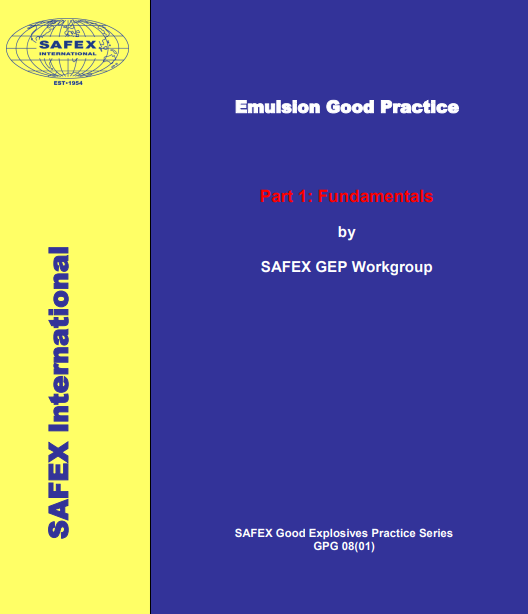 SAFEX
INTERNATIONAL
EST•1954
Emulsion Good Practice
Part 1: Fundamentals
by
SAFEX GEP Workgroup
SAFEX International
SAFEX Good Explosives Practice Series
GPG 08(01)